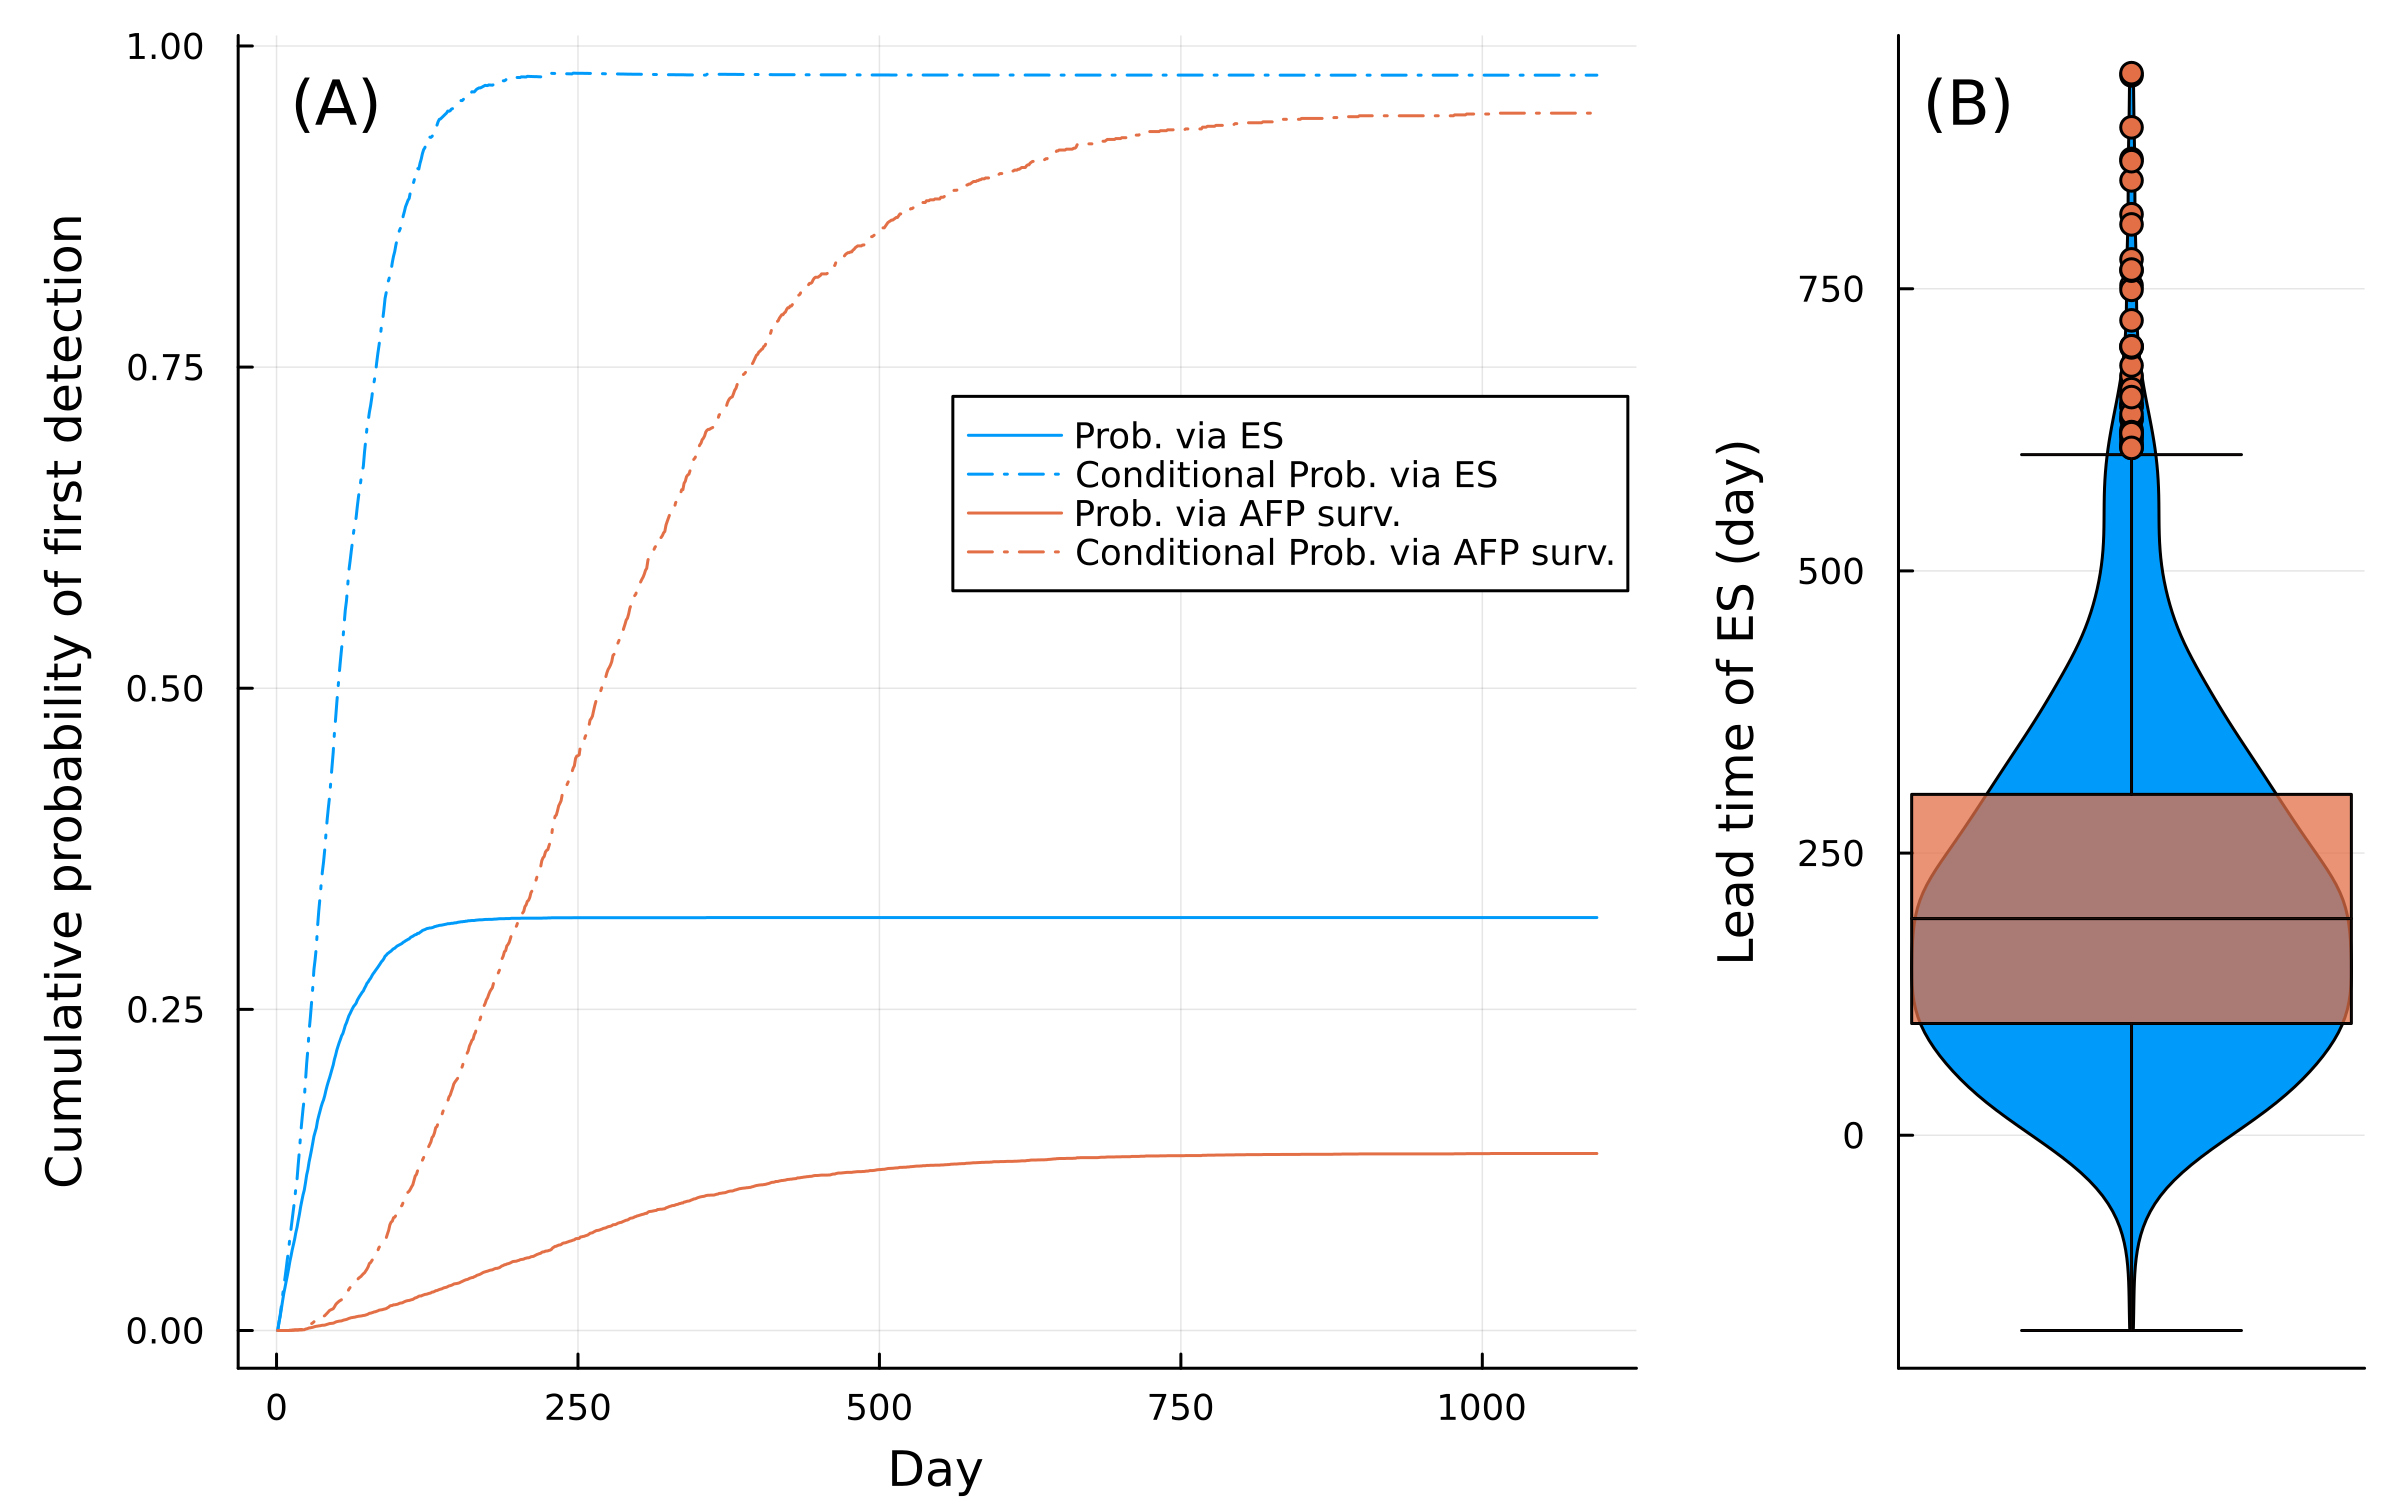 (A)
Cumulative probability of first detection
1.00
0.75
0.50
0.25
0.00
0
250
500
750
1000
Day
Prob. via ES
Conditional Prob. via ES
Prob. via AFP surv.
Conditional Prob. via AFP surv.
(B)
Lead time of ES (day)
750
500
250
0